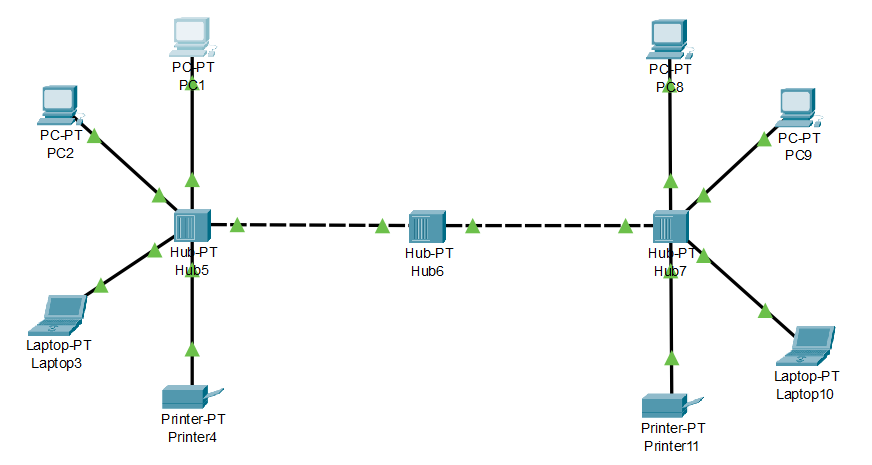 PC-PT
PC1
PC-PT
PC8
PC-PT
PC2
PC-PT
PC9
Hub-PT
Hub5
Hub-PT
Hub6
Hub-PT
Hub7
Laptop-PT
Laptop3
Laptop-PT
Laptop10
Printer-PT
Printer4
Printer-PT
Printer11